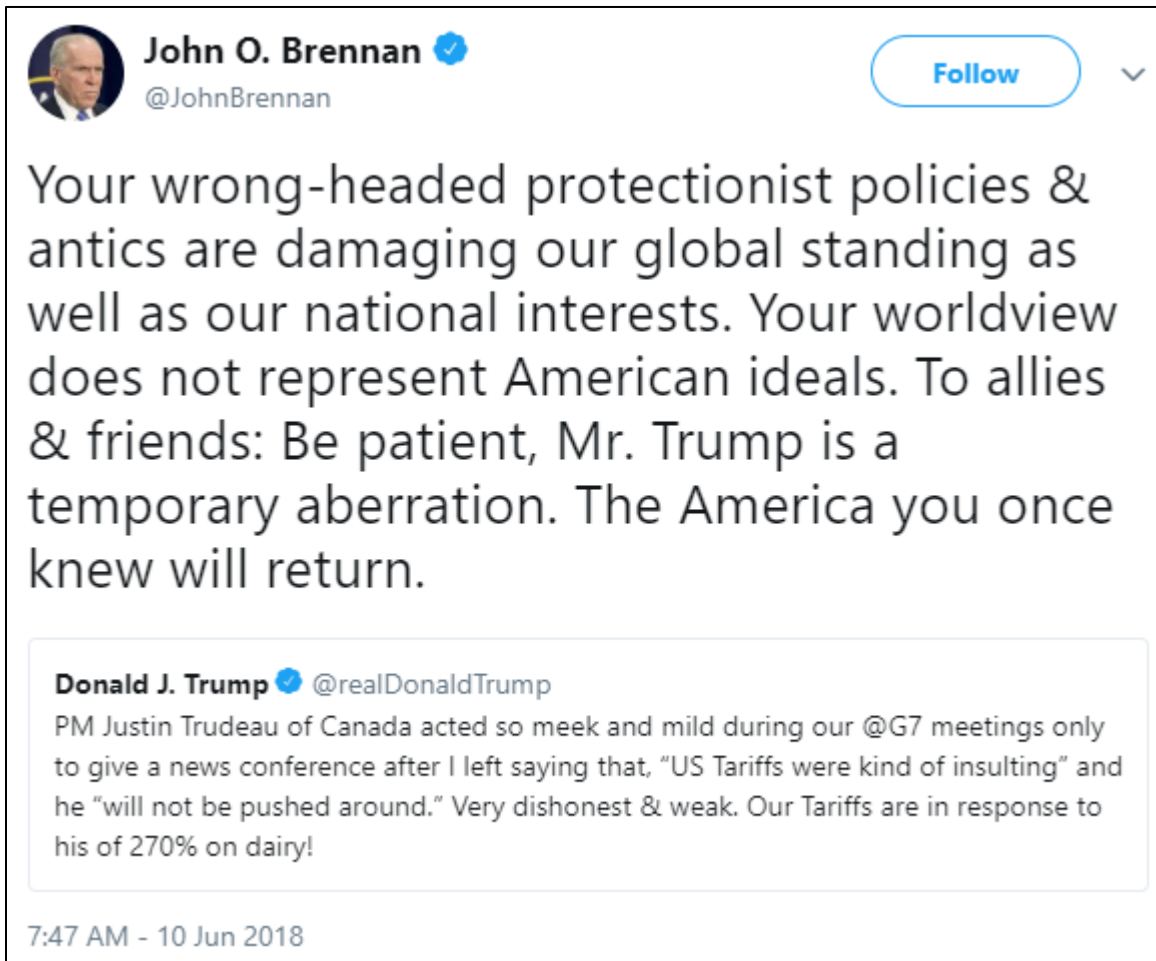 John O. Brennan
@JohnBrennan
Follow
Your wrong-headed protectionist policies &
antics are damaging our global standing as
well as our national interests. Your worldview
does not represent American ideals. To allies
& friends: Be patient, Mr. Trump is a
temporary aberration. The America you once
knew will return.
Donald J. Trump @realDonaldTrump
PM Justin Trudeau of Canada acted so meek and mild during our @G7 meetings only
to give a news conference after I left saying that, “US Tariffs were kind of insulting” and
he “will not be pushed around.” Very dishonest & weak. Our Tariffs are in response to
his of 270% on dairy!
7:47 AM - 10 Jun 2018